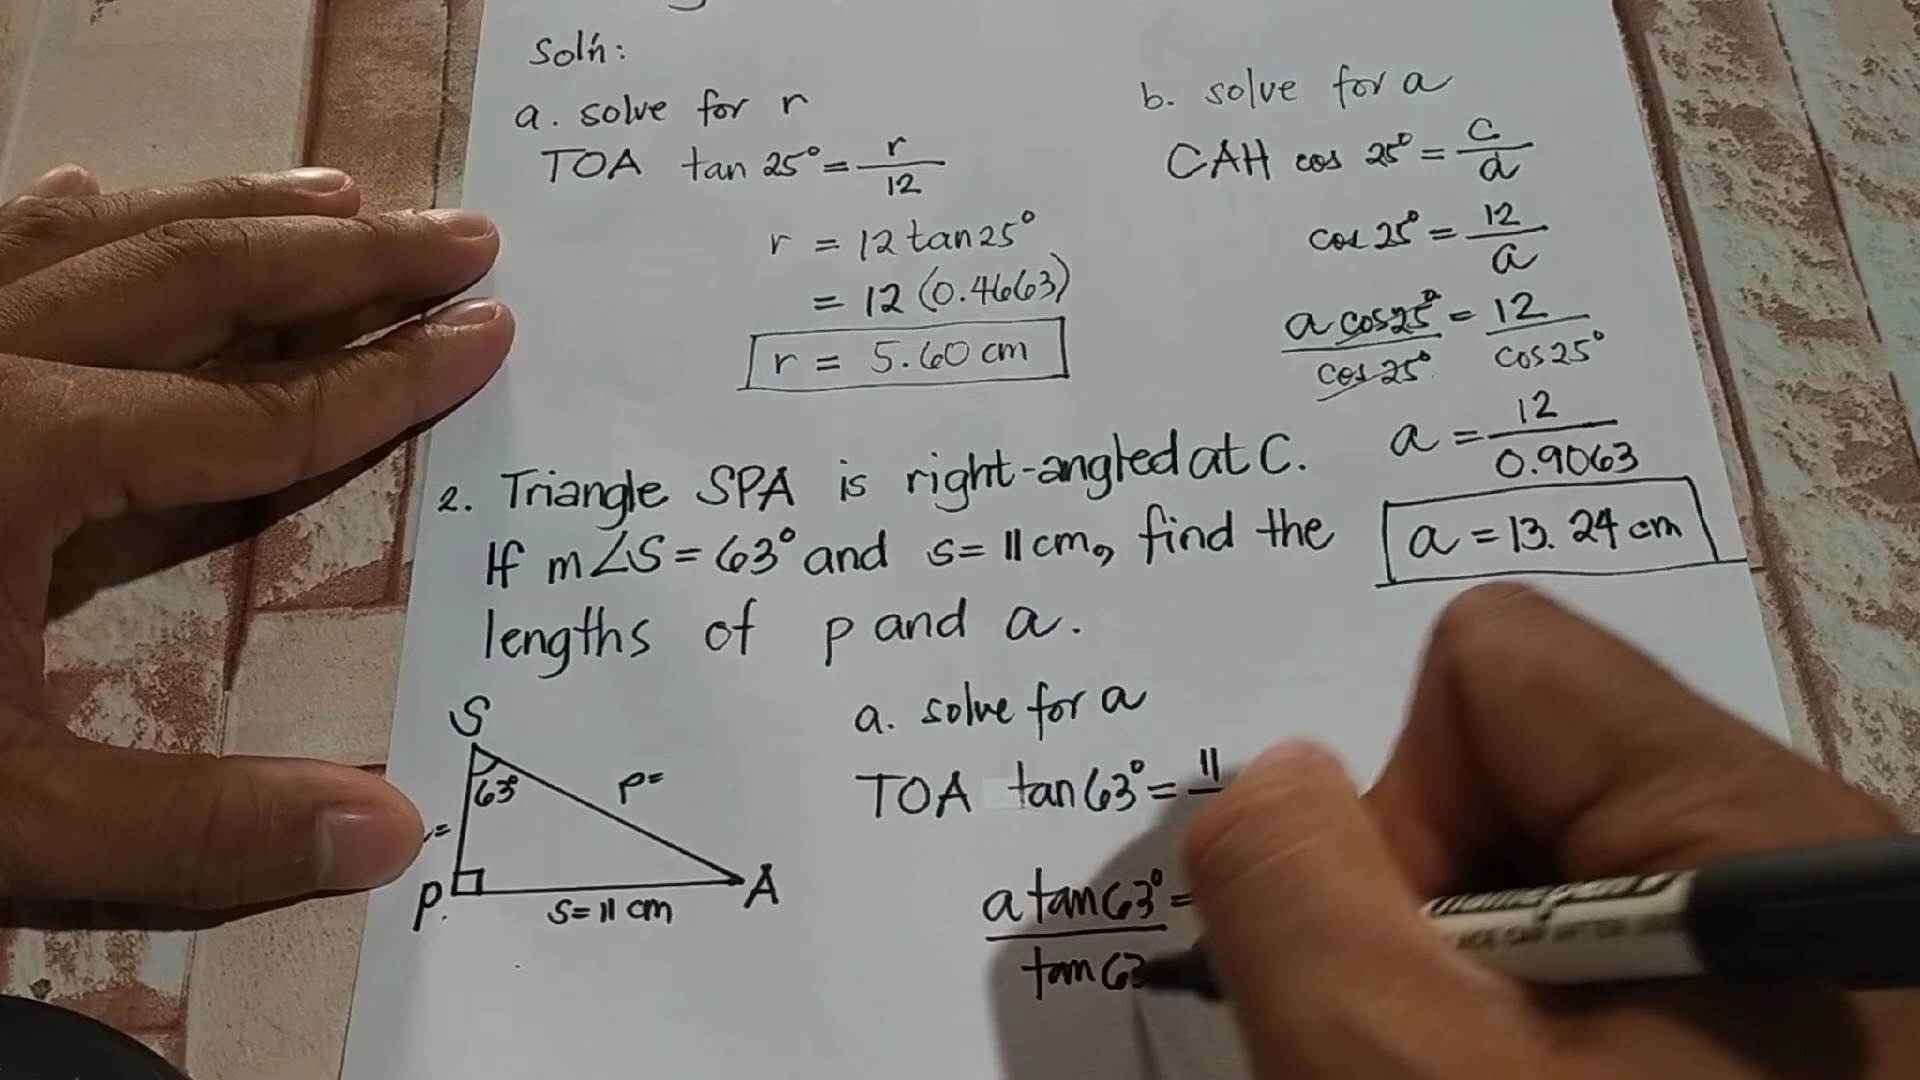 Sol'n:
a. solve for r
TOA tan 25° = r/12
r = 12 tan 25°
= 12 (0.4663)
r = 5.60 cm
b. solve for a
CAH cos 25° = c/a
cos 25° = 12/a
a cos 25°/cos 25° = 12/cos 25°
a = 12/0.9063
a = 13.24 cm
2. Triangle SPA is right-angled at C.
If m∠S = 63° and s = 11 cm, find the
lengths of p and a.
S
63°
p=
=
P.
A
s = 11 cm
a. solve for a
TOA tan 63° = 11
a tan 63° =
tan 63